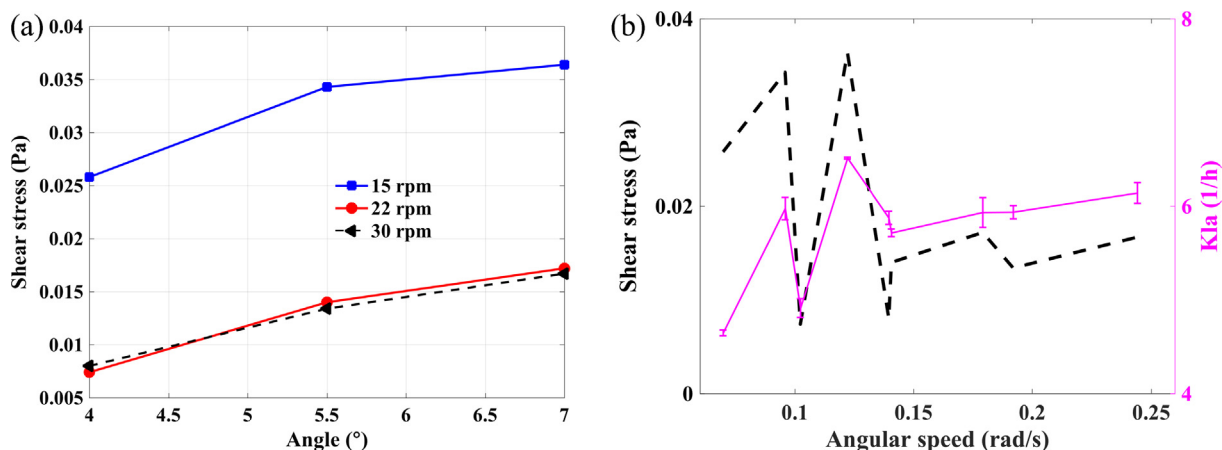 (a)
0.04
0.035
0.03
0.025
0.02
0.015
0.01
0.005
Shear stress (Pa)
15 rpm
22 rpm
30 rpm
4
4.5
5
5.5
6
6.5
7
Angle (°)
(b)
0.04
0.02
0
Shear stress (Pa)
8
6
4
Kla (1/h)
0.1
0.15
0.2
0.25
Angular speed (rad/s)